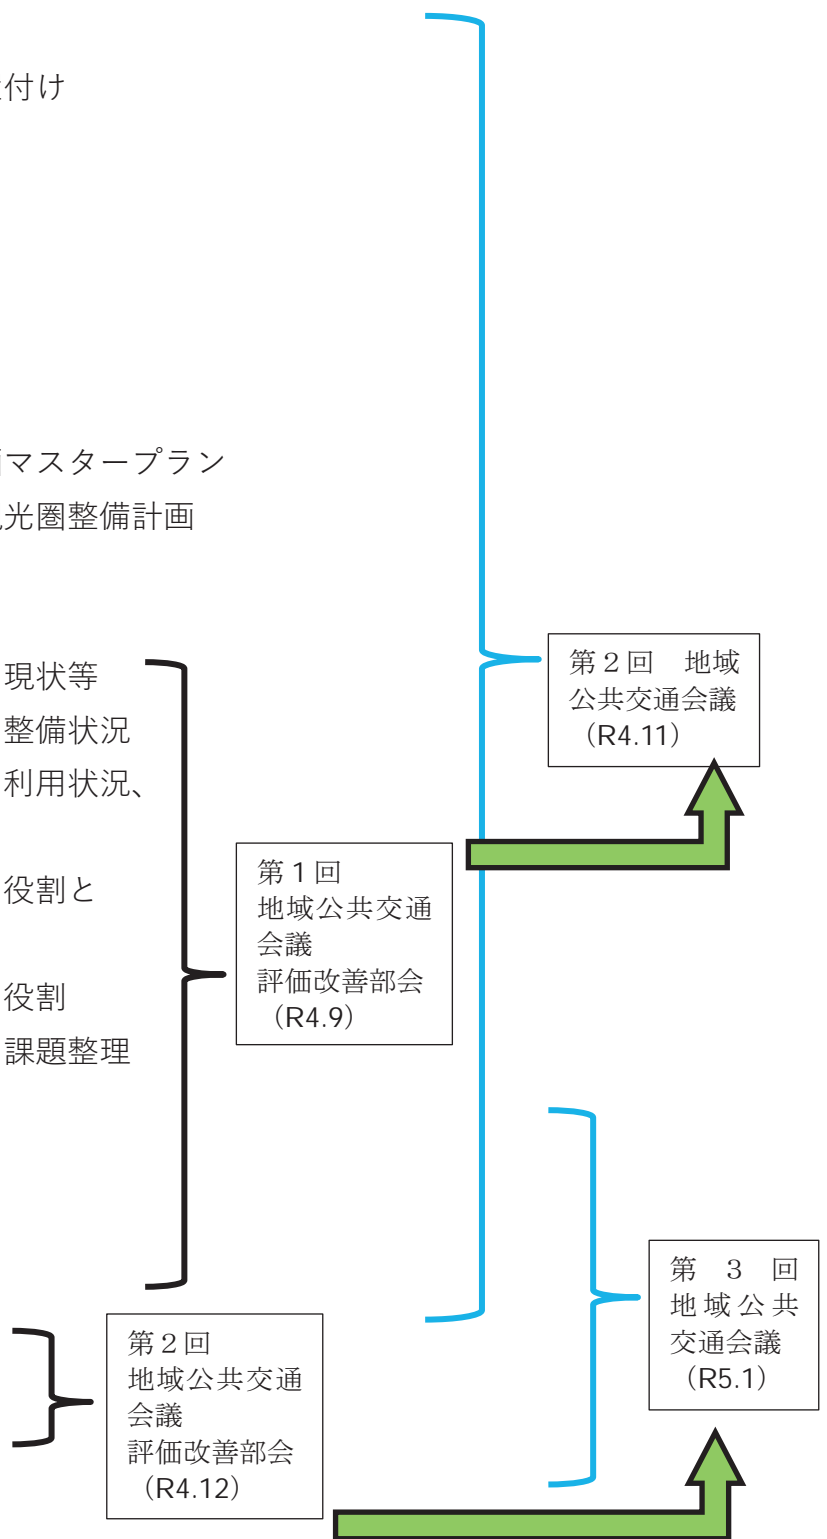 付け
マスタープラン
光圏整備計画
現状等
整備状況
利用状況、
役割と
役割
課題整理
第２回　地域
公共交通会議
（R4.11）
第１回
地域公共交通
会議
評価改善部会
（R4.9）
第　3　回
地域公共
交通会議
（R5.1）
第２回
地域公共交通
会議
評価改善部会
（R4.12）